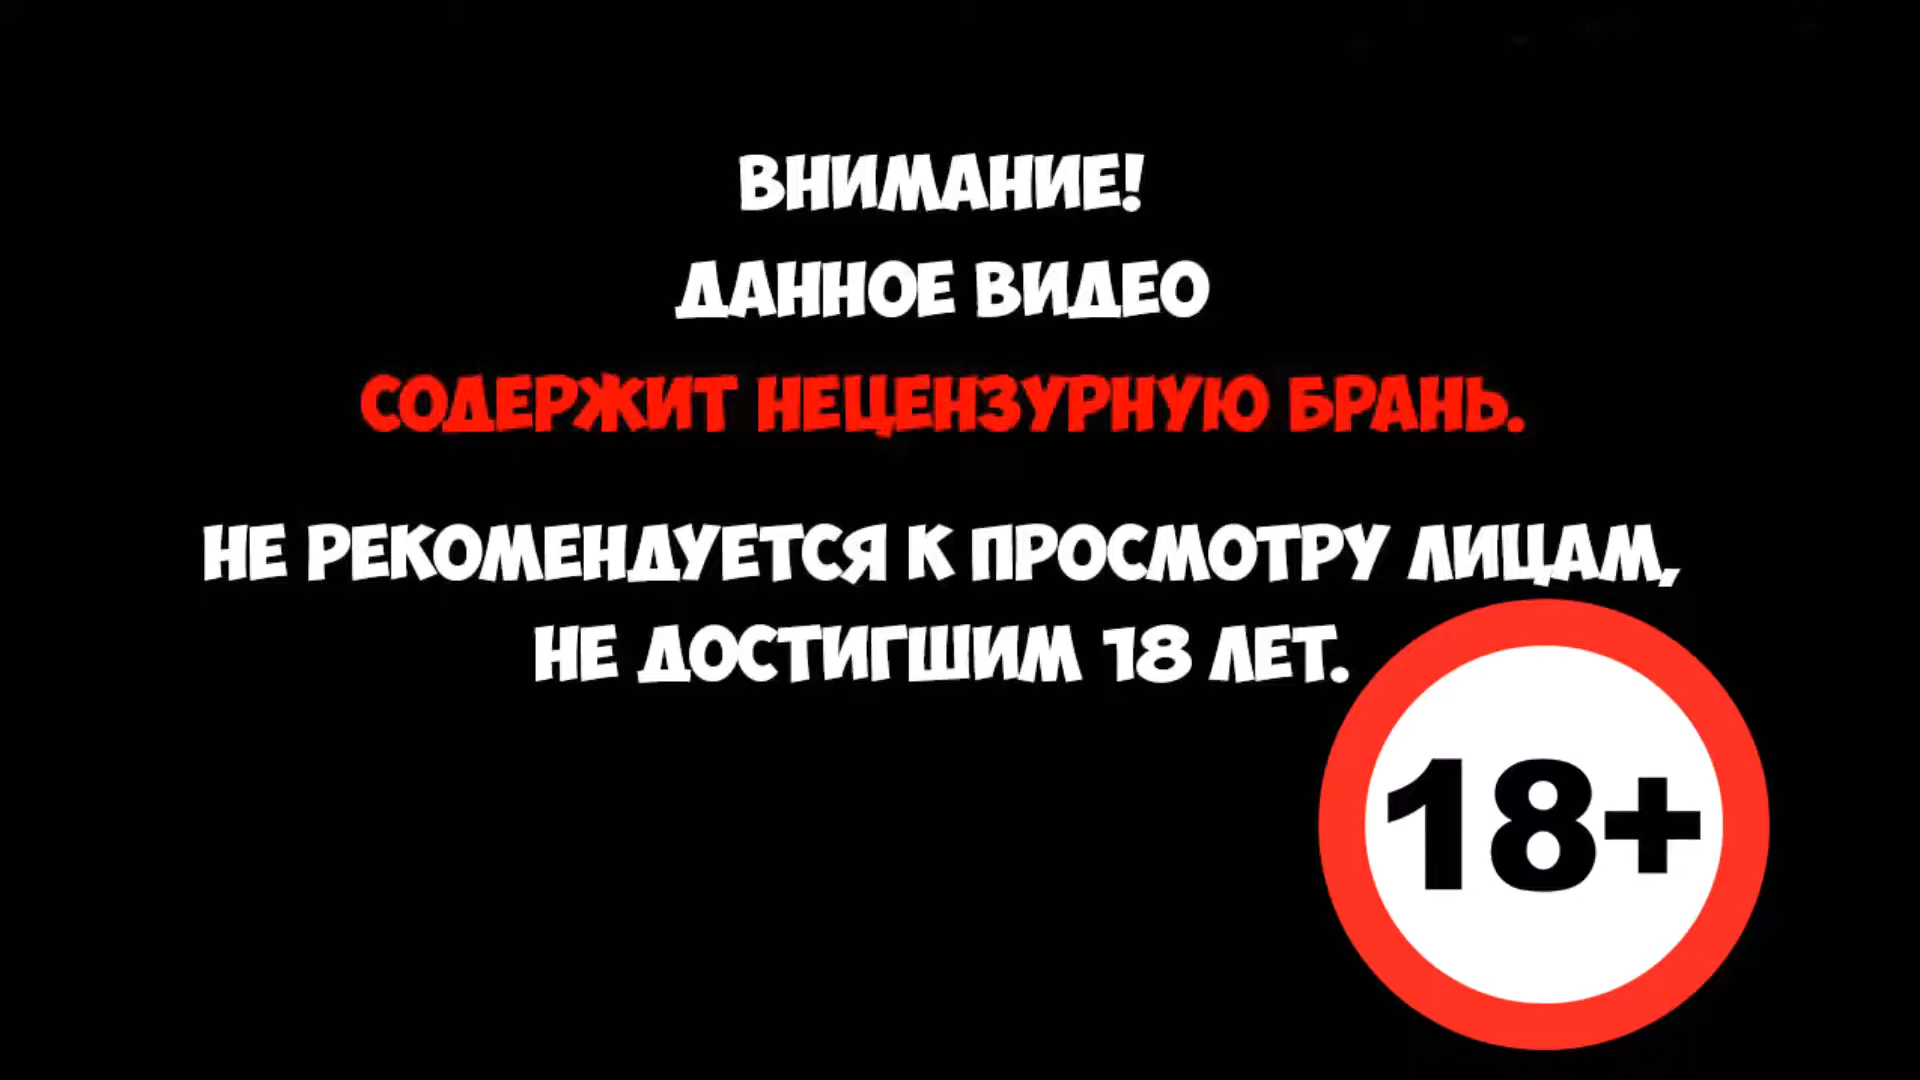 ВНИМАНИЕ!
ДАННОЕ ВИДЕО
СОДЕРЖИТ НЕЦЕНЗУРНУЮ БРАНЬ.
НЕ РЕКОМЕНДУЕТСЯ К ПРОСМОТРУ ЛИЦАМ,
НЕ ДОСТИГШИМ 18 ЛЕТ.
18+